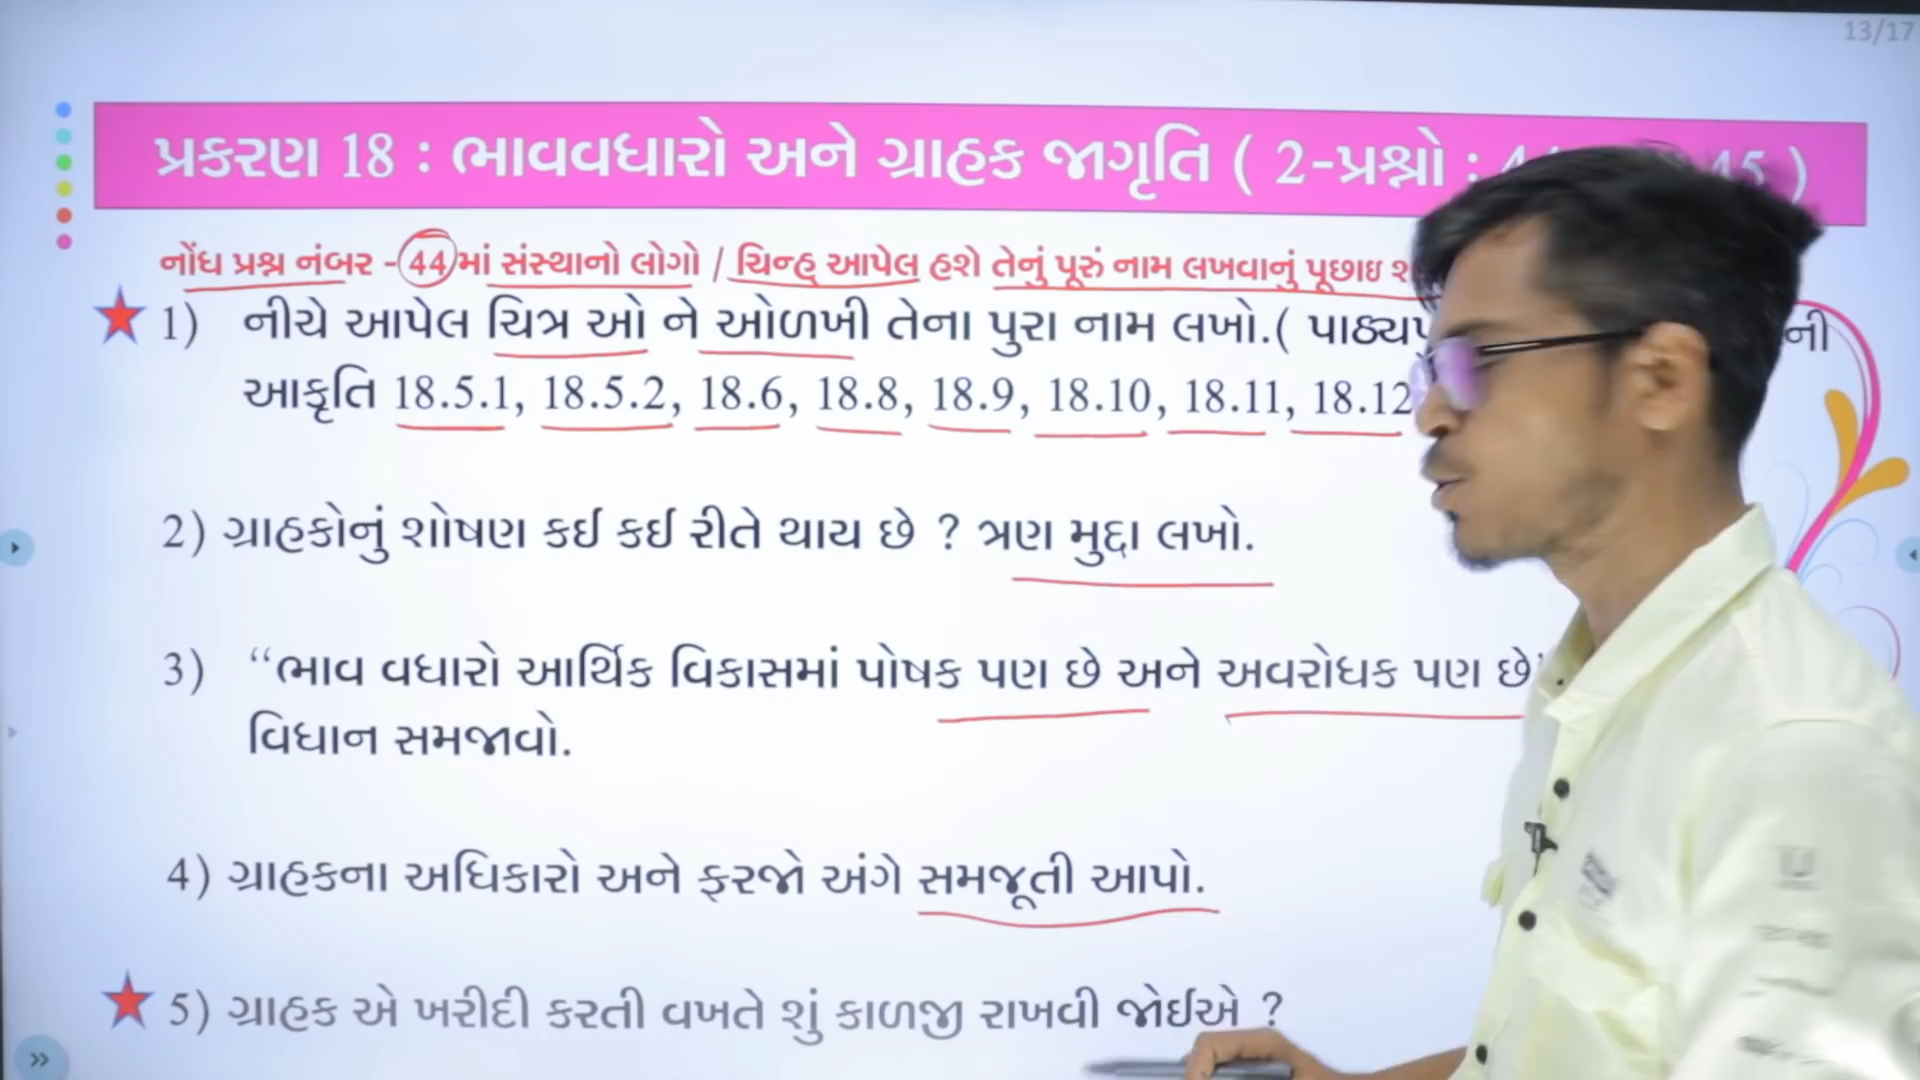 13/17
પ્રકરણ 18 : ભાવવધારો અને ગ્રાહક જાગૃતિ ( 2-પ્રશ્નો : 45 )
નોંધ પ્રશ્ન નંબર - 44 માં સંસ્થાનો લોગો / ચિન્હ આપેલ હશે તેનું પૂરું નામ લખવાનું પૂછાઇ
1) નીચે આપેલ ચિત્ર ઓ ને ઓળખી તેના પુરા નામ લખો.( ની
આકૃતિ 18.5.1, 18.5.2, 18.6, 18.8, 18.9, 18.10, 18.11, 18.12
2) ગ્રાહકોનું શોષણ કઈ કઈ રીતે થાય છે ? ત્રણ મુદ્દા લખો.
3) “ભાવ વધારો આર્થિક વિકાસમાં પોષક પણ છે અને અવરોધક પણ છે
વિધાન સમજાવો.
4) ગ્રાહકના અધિકારો અને ફરજો અંગે સમજૂતી આપો.
5) ગ્રાહક એ ખરીદી કરતી વખતે શું કાળજી રાખવી જોઈએ ?